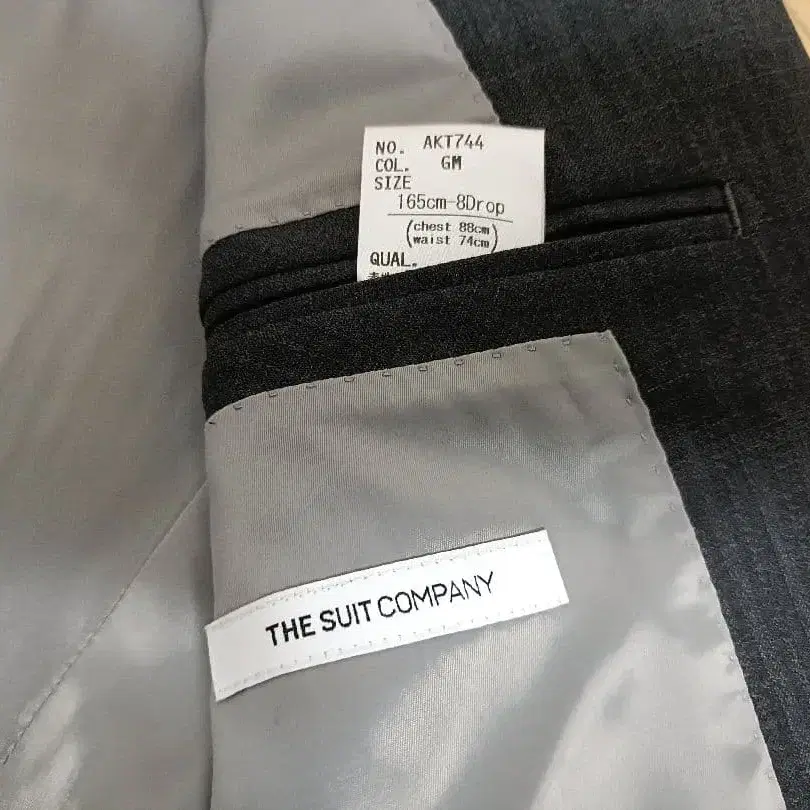 NO. AKT744
COL. GM
SIZE
165cm-8Drop
(chest 88cm
waist 74cm)
QUAL.
THE SUIT COMPANY